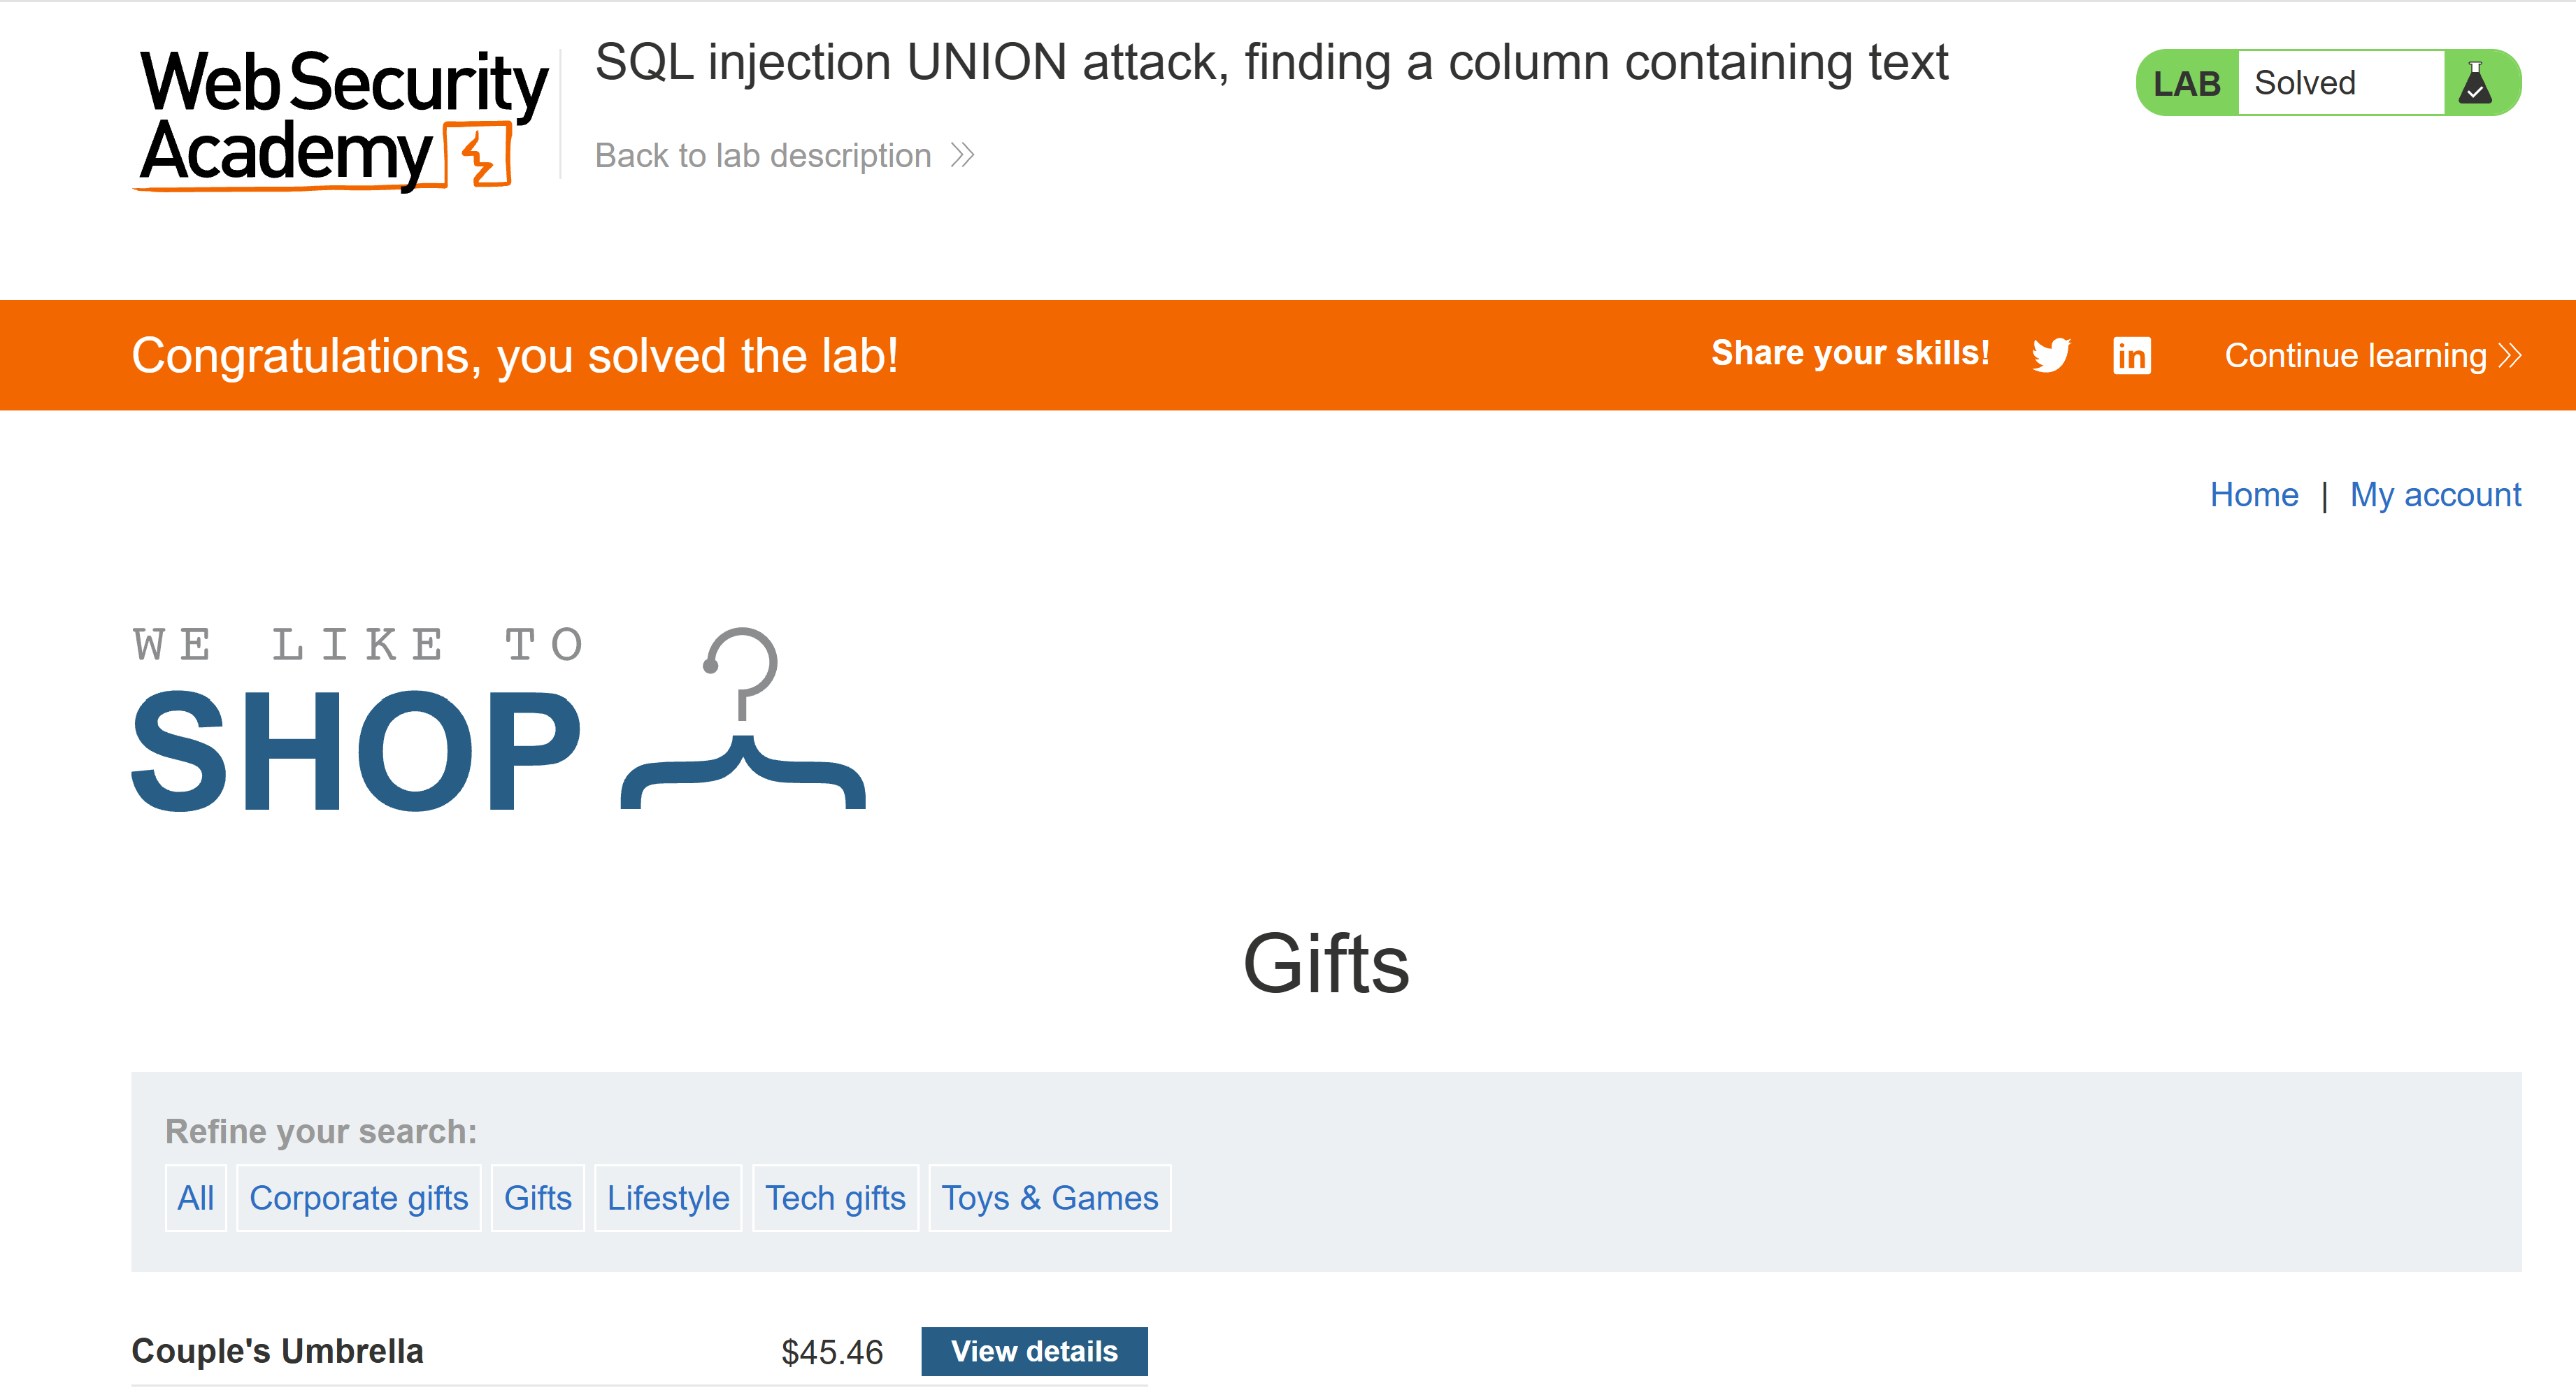 Web Security
Academy
SQL injection UNION attack, finding a column containing text
Back to lab description
LAB Solved
Congratulations, you solved the lab!
Share your skills!
in
Continue learning
Home | My account
WE LIKE TO
SHOP
Gifts
Refine your search:
All Corporate gifts Gifts Lifestyle Tech gifts Toys & Games
Couple's Umbrella $45.46 View details